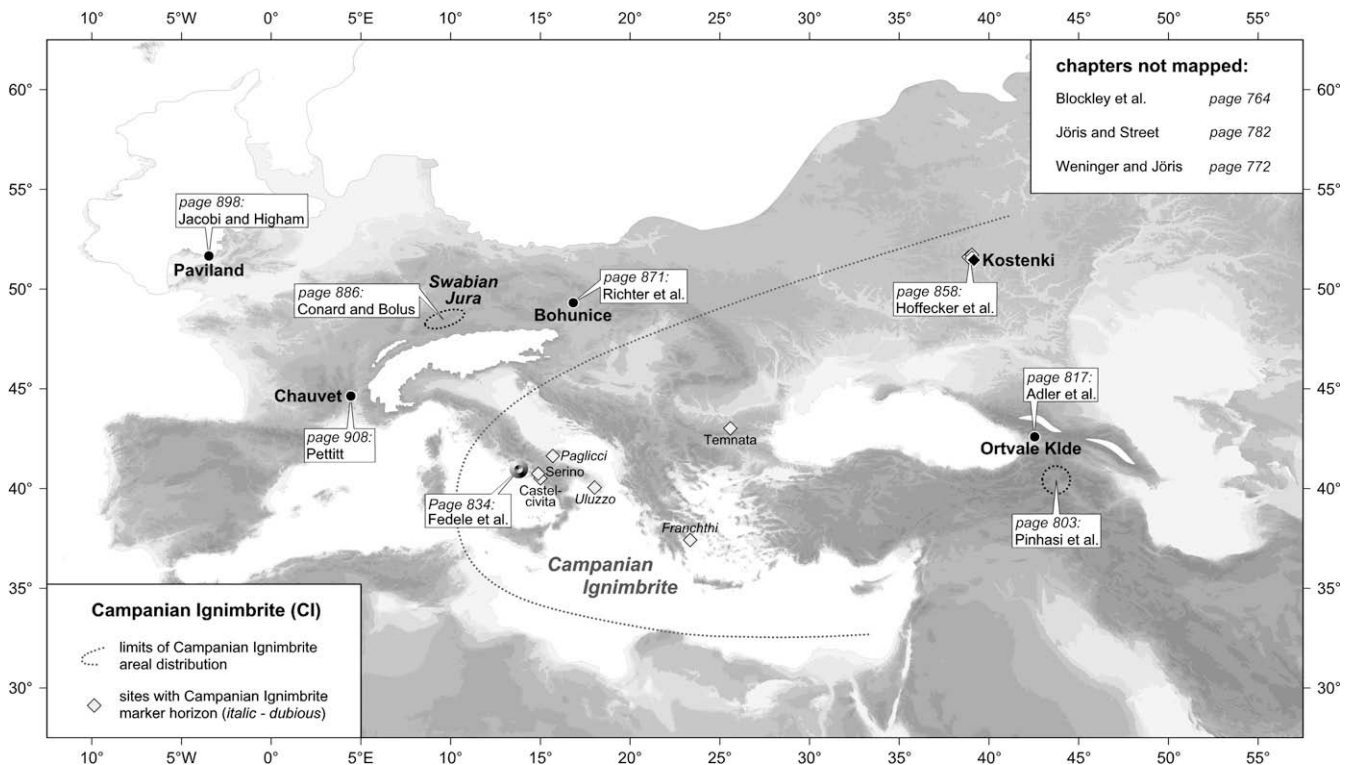 10° 5°W 0° 5°E 10° 15° 20° 25° 30° 35° 40° 45° 50° 55°
60°
55°
50°
45°
40°
35°
30°
60°
55°
50°
45°
40°
35°
30°
chapters not mapped:
Blockley et al. page 764
Jöris and Street page 782
Weninger and Jöris page 772
page 898:
Jacobi and Higham
Paviland
page 886:
Conard and Bolus
Swabian
Jura
page 871:
Richter et al.
Bohunice
Kostenki
page 858:
Hoffecker et al.
Chauvet
page 908:
Pettitt
page 817:
Adler et al.
Ortvale Klde
page 803:
Pinhasi et al.
Temnata
Paglicci
Serino
Castel-
civita
Uluzzo
Page 834:
Fedele et al.
Franchthi
Campanian
Ignimbrite
Campanian Ignimbrite (CI)
limits of Campanian Ignimbrite
areal distribution
sites with Campanian Ignimbrite
marker horizon (italic - dubious)
10° 5°W 0° 5°E 10° 15° 20° 25° 30° 35° 40° 45° 50° 55°